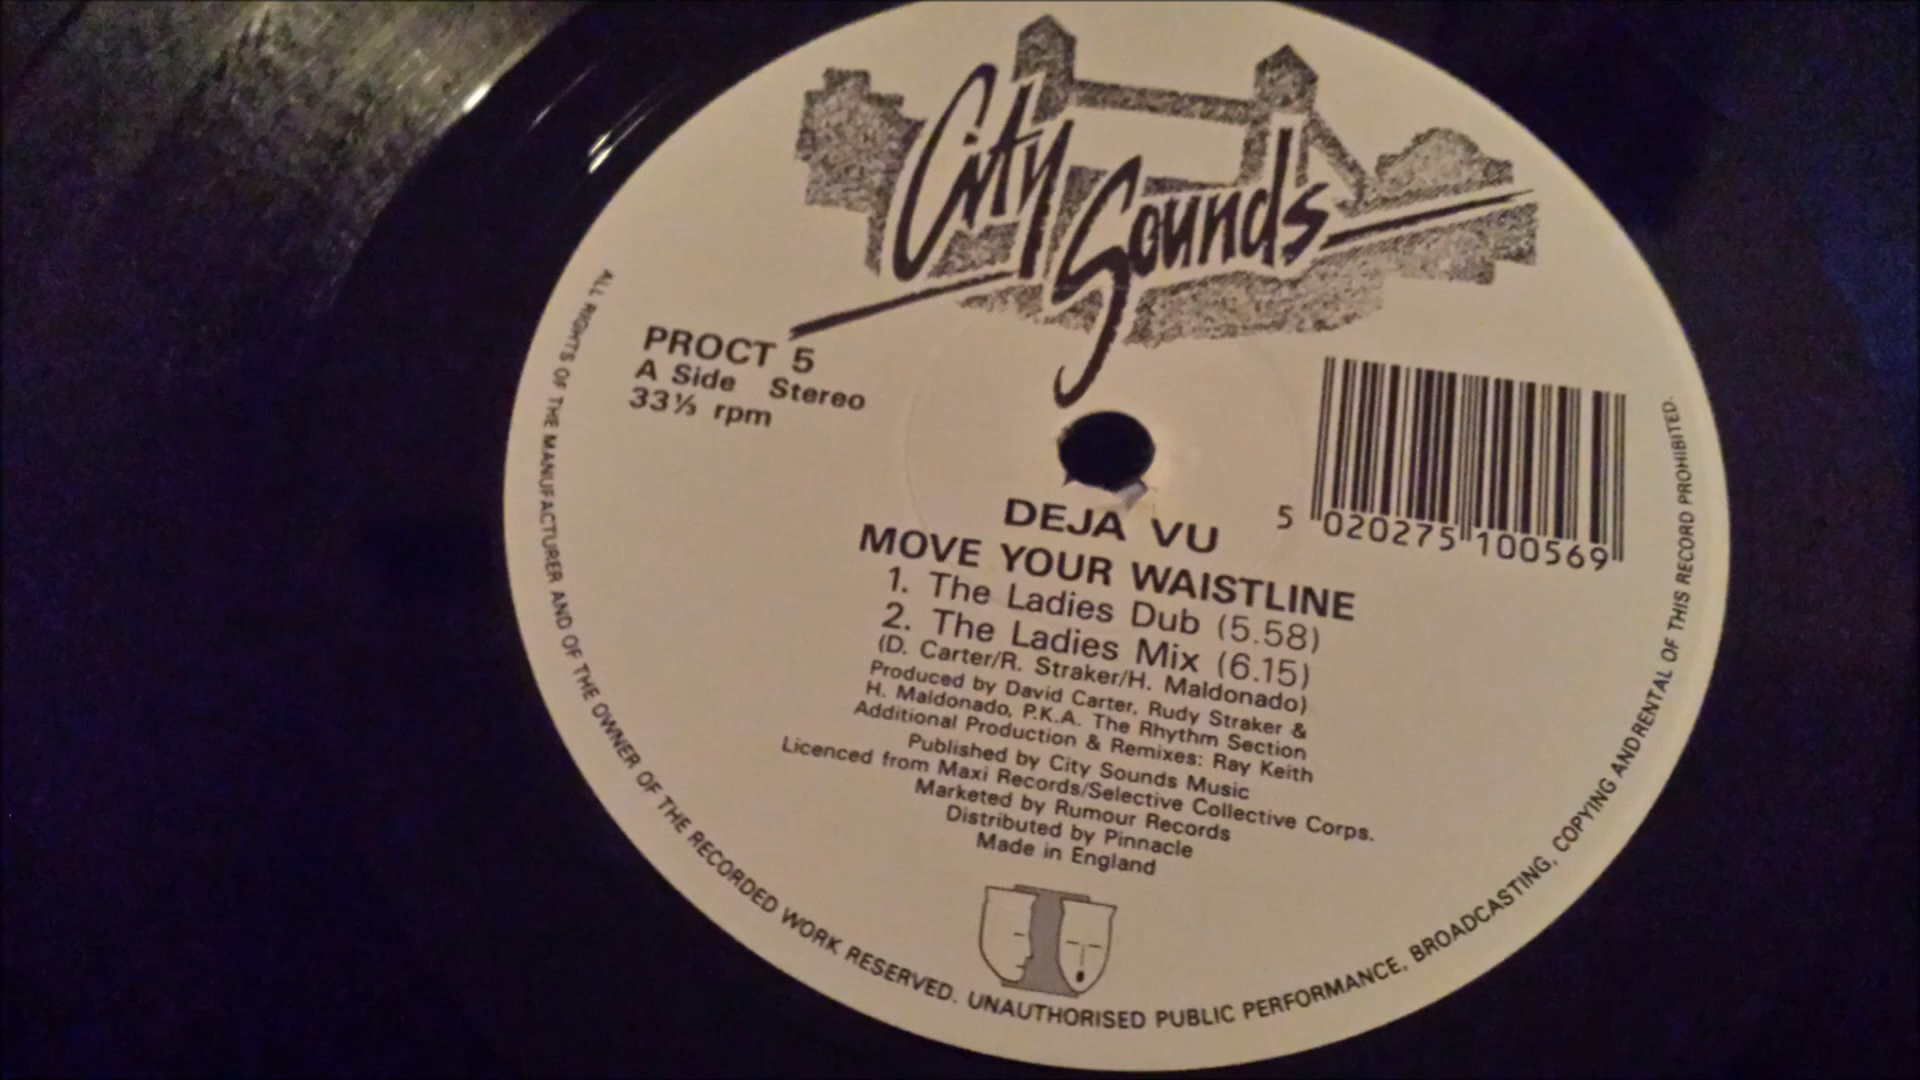 City Sounds
PROCT 5
A Side Stereo
33⅓ rpm
5 020275 100569
DEJA VU
MOVE YOUR WAISTLINE
1. The Ladies Dub (5.58)
2. The Ladies Mix (6.15)
(D. Carter/R. Straker/H. Maldonado)
Produced by David Carter, Rudy Straker &
H. Maldonado, P.K.A. The Rhythm Section
Additional Production & Remixes: Ray Keith
Published by City Sounds Music
Licenced from Maxi Records/Selective Collective Corps.
Marketed by Rumour Records
Distributed by Pinnacle
Made in England
ALL RIGHTS OF THE MANUFACTURER AND OF THE OWNER OF THE RECORDED WORK RESERVED. UNAUTHORISED PUBLIC PERFORMANCE, BROADCASTING, COPYING ANDRENTAL OF THIS RECORD PROHIBITED.